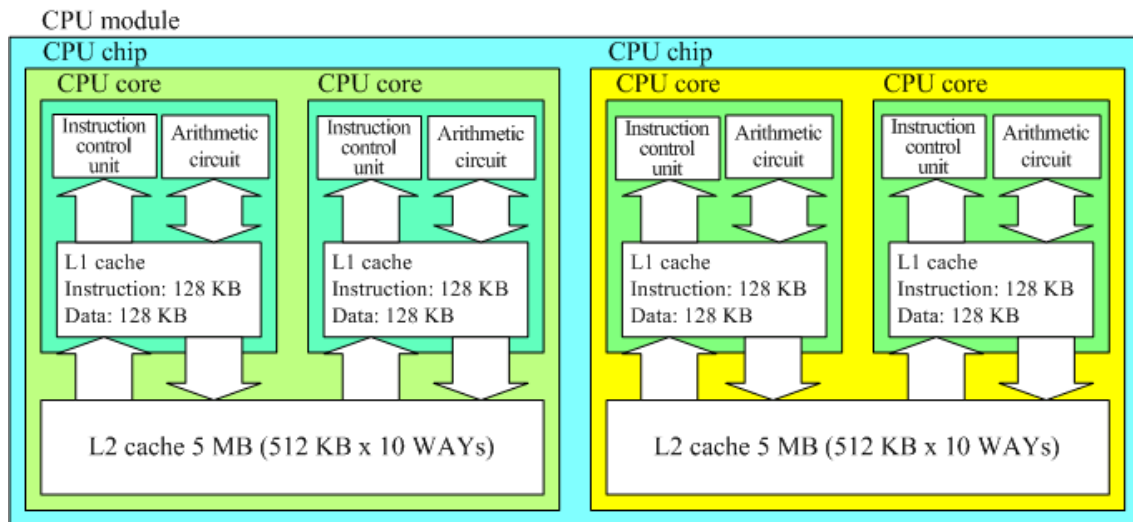 CPU module
CPU chip
CPU core
Instruction
control
unit
Arithmetic
circuit
L1 cache
Instruction: 128 KB
Data: 128 KB
CPU core
Instruction
control
unit
Arithmetic
circuit
L1 cache
Instruction: 128 KB
Data: 128 KB
L2 cache 5 MB (512 KB x 10 WAYs)
CPU chip
CPU core
Instruction
control
unit
Arithmetic
circuit
L1 cache
Instruction: 128 KB
Data: 128 KB
CPU core
Instruction
control
unit
Arithmetic
circuit
L1 cache
Instruction: 128 KB
Data: 128 KB
L2 cache 5 MB (512 KB x 10 WAYs)